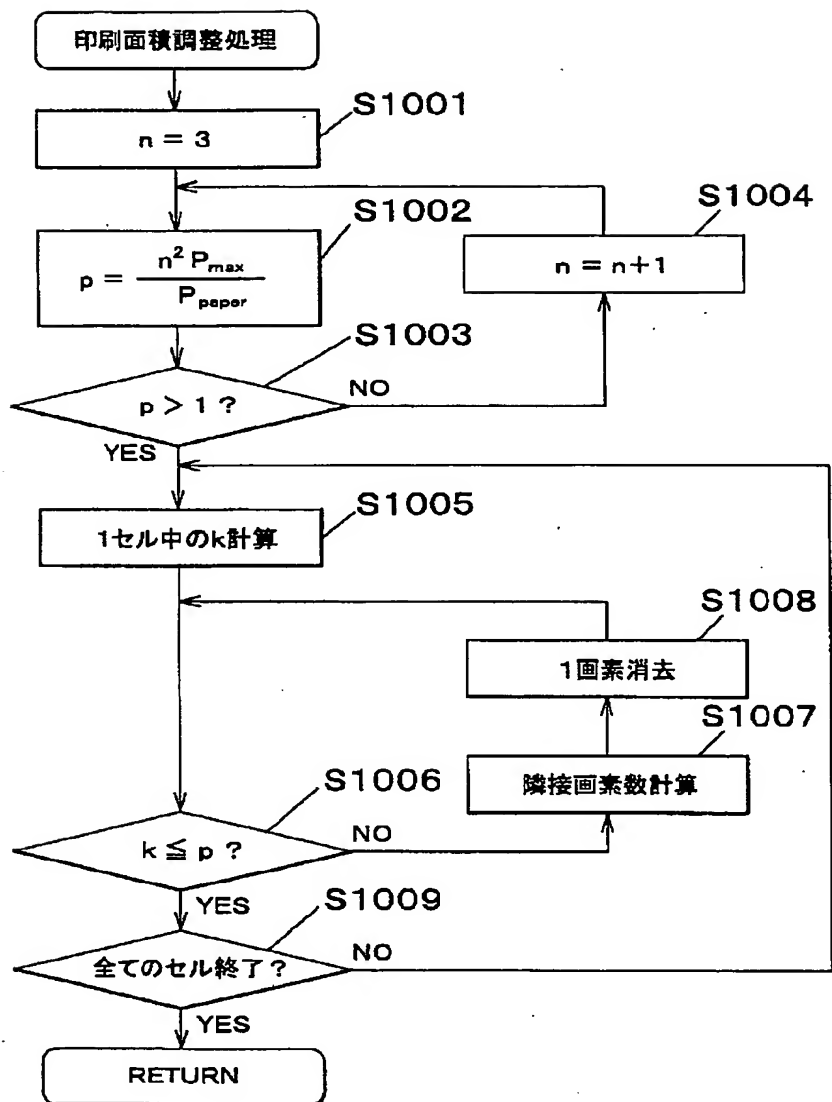 印刷面積調整処理
S1001
n = 3
S1002
p = n² Pmax / Ppaper
S1004
n = n+1
S1003
p > 1 ?
NO
YES
S1005
1セル中のk計算
S1008
1画素消去
S1007
隣接画素数計算
S1006
k ≦ p ?
NO
YES
S1009
全てのセル終了?
NO
YES
RETURN